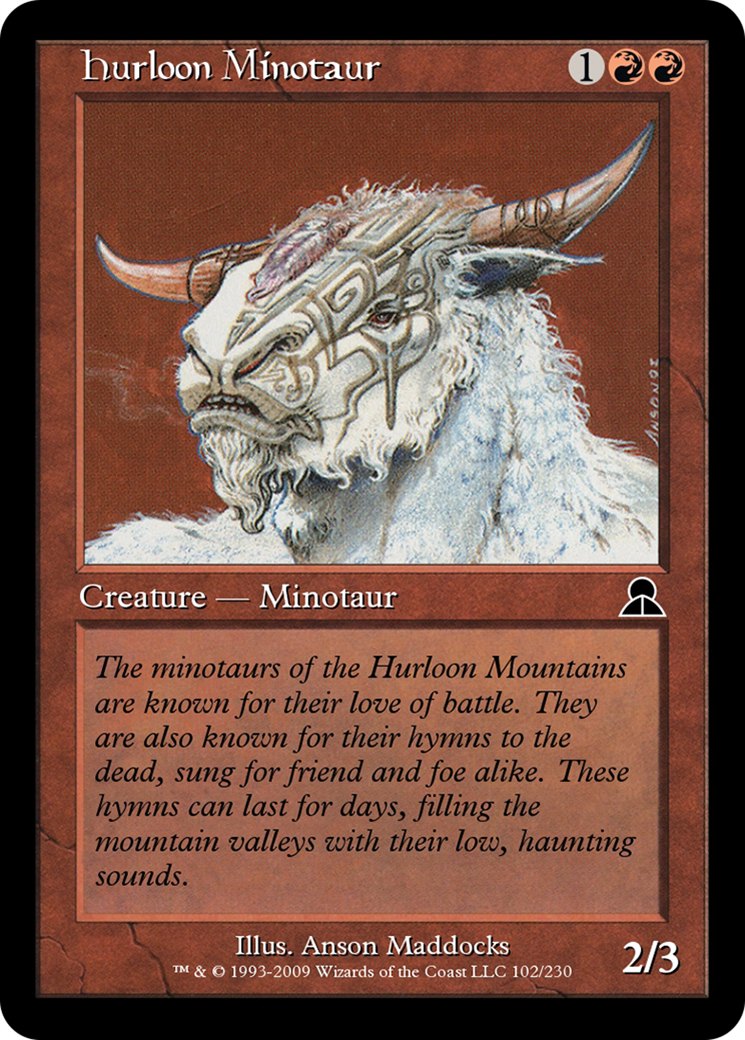 Hurloon Minotaur 1
ANSON93
Creature — Minotaur
The minotaurs of the Hurloon Mountains
are known for their love of battle. They
are also known for their hymns to the
dead, sung for friend and foe alike. These
hymns can last for days, filling the
mountain valleys with their low, haunting
sounds.
Illus. Anson Maddocks
™ & © 1993-2009 Wizards of the Coast LLC 102/230
2/3